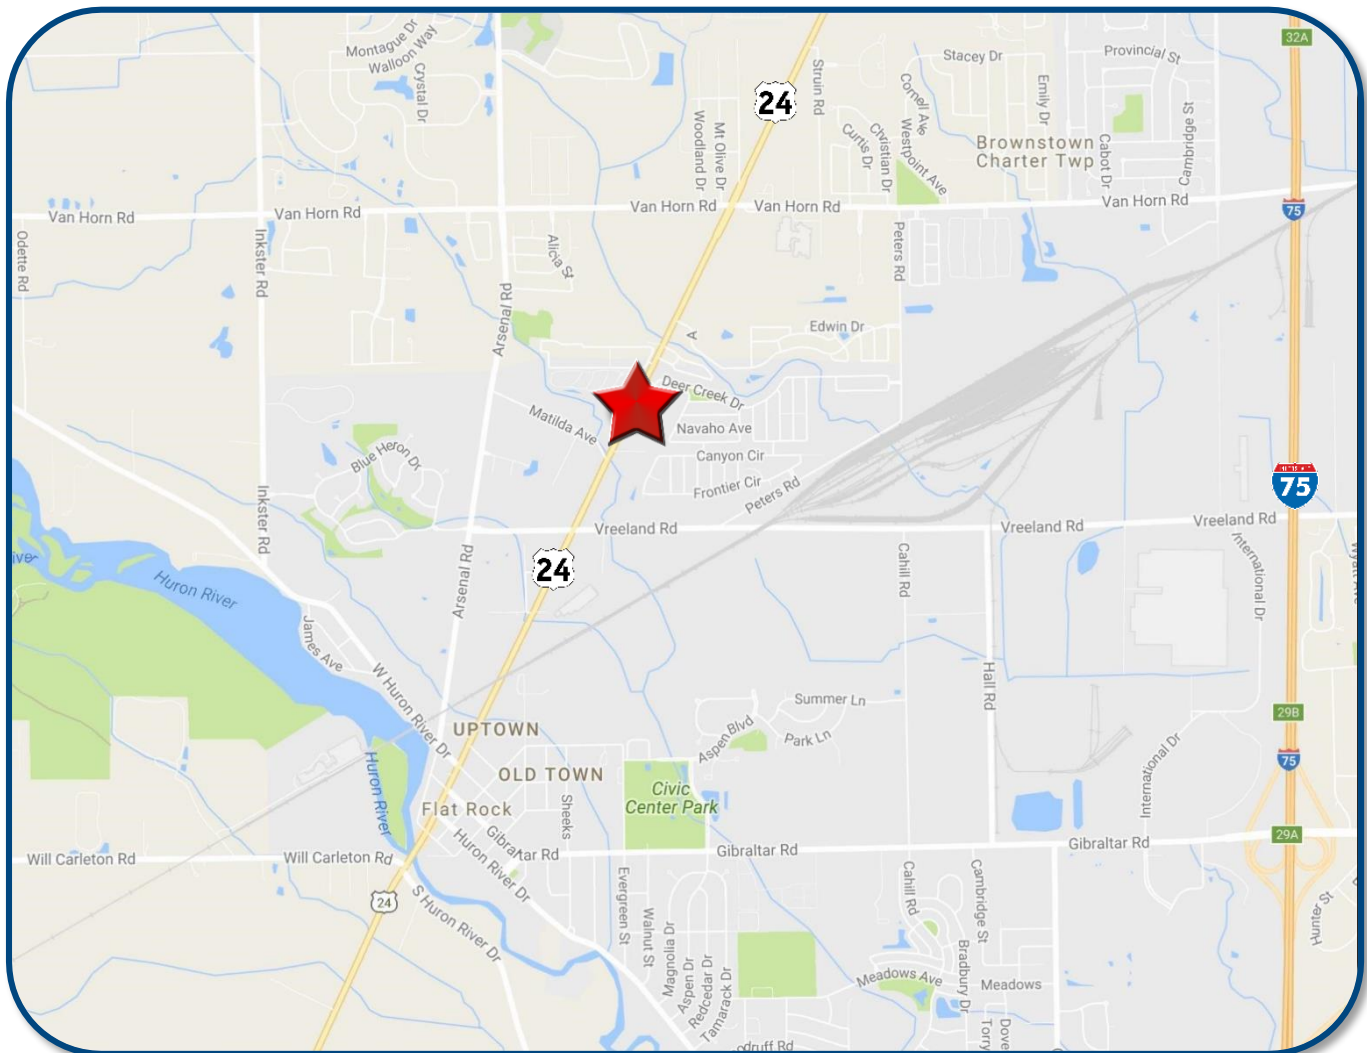 Montague Dr
Walloon Way
Crystal Dr
24
Struin Rd
Stacey Dr
Provincial St
32A
Cornell Ave
Emily Dr
Woodland Dr
Mt Olive Dr
Curtis Dr
Christian Dr
Westpoint Ave
Brownstown
Charter Twp
Cabot Dr
Cambridge St
Van Horn Rd
Van Horn Rd
Van Horn Rd
Van Horn Rd
Van Horn Rd
75
Odette Rd
Inkster Rd
Alicia St
Peters Rd
Arsenal Rd
A
Edwin Dr
Deer Creek Dr
Matilda Ave
Navaho Ave
Blue Heron Dr
Canyon Cir
Frontier Cir
Peters Rd
75
Inkster Rd
Vreeland Rd
Vreeland Rd
Vreeland Rd
Huron River
Arsenal Rd
24
Cahill Rd
International Dr
James Ave
W Huron River Dr
Hall Rd
Summer Ln
Aspen Blvd
Park Ln
29B
UPTOWN
OLD TOWN
75
Huron River
Civic
Center Park
International Dr
Flat Rock
Sheeks
Gibraltar Rd
Huron River Dr
Gibraltar Rd
Gibraltar Rd
29A
Will Carleton Rd
Will Carleton Rd
24
S Huron River Dr
Evergreen St
Walnut St
Magnolia Dr
Aspen Dr
Redcedar Dr
Tamarack Dr
Cahill Rd
Cambridge St
Bradbury Dr
Hunter St
Meadows Ave
Meadows
Torry
Dove
druff Rd